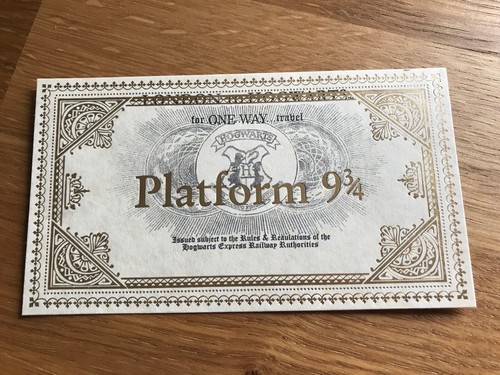 for ONE WAY travel
HOGWARTS
Platform 9¾
Issued subject to the Rules & Regulations of the
Hogwarts Express Railway Authorities